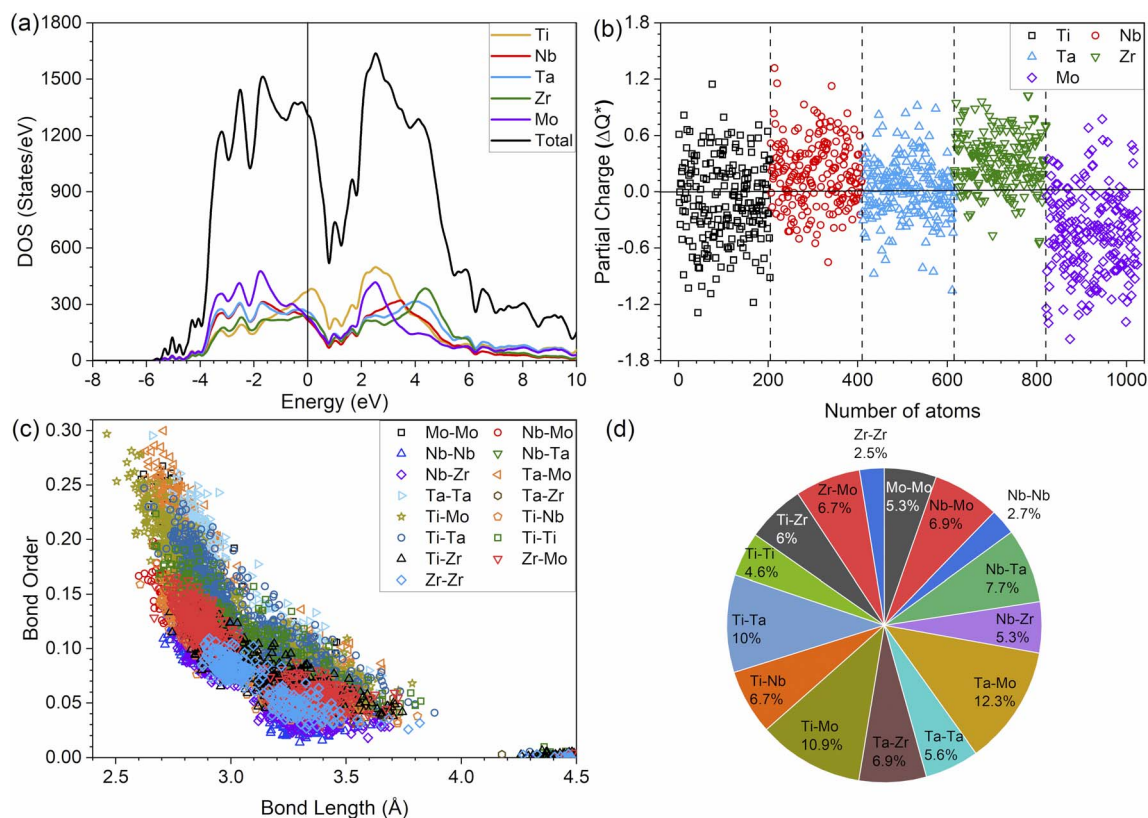 (a)
1800
1500
1200
900
600
300
0
DOS (States/eV)
-8 -6 -4 -2 0 2 4 6 8 10
Energy (eV)
Ti
Nb
Ta
Zr
Mo
Total
(b)
1.8
1.2
0.6
0.0
-0.6
-1.2
-1.8
Partial Charge (ΔQ*)
0 200 400 600 800 1000
Number of atoms
Ti Nb
Ta Zr
Mo
(c)
0.30
0.25
0.20
0.15
0.10
0.05
0.00
Bond Order
2.5 3.0 3.5 4.0 4.5
Bond Length (Å)
Mo-Mo Nb-Mo
Nb-Nb Nb-Ta
Nb-Zr Ta-Mo
Ta-Ta Ta-Zr
Ti-Mo Ti-Nb
Ti-Ta Ti-Ti
Ti-Zr Zr-Mo
Zr-Zr
(d)
Zr-Zr
2.5%
Mo-Mo
5.3%
Nb-Mo
6.9%
Nb-Nb
2.7%
Nb-Ta
7.7%
Nb-Zr
5.3%
Ta-Mo
12.3%
Ta-Ta
5.6%
Ta-Zr
6.9%
Ti-Mo
10.9%
Ti-Nb
6.7%
Ti-Ta
10%
Ti-Ti
4.6%
Ti-Zr
6%
Zr-Mo
6.7%